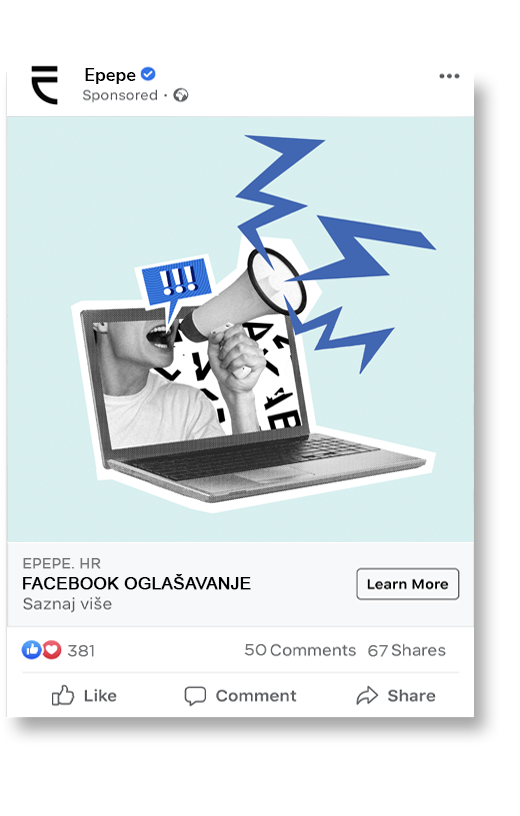 Epepe
Sponsored ·
!!!
EPEPE. HR
FACEBOOK OGLAŠAVANJE
Saznaj više
Learn More
381
50 Comments 67 Shares
Like
Comment
Share